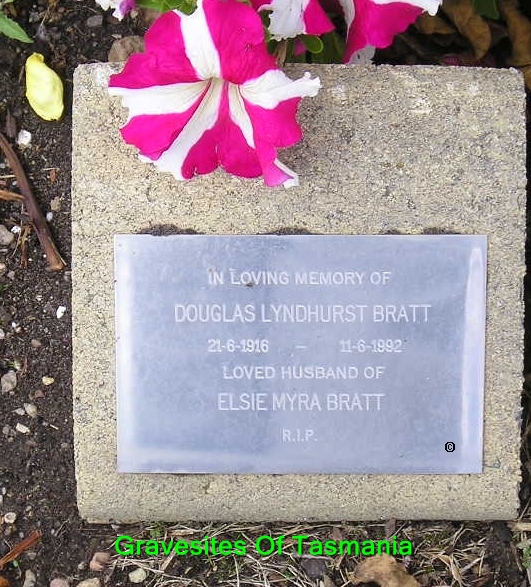 IN LOVING MEMORY OF
DOUGLAS LYNDHURST BRATT
21-6-1916 - 11-6-1992
LOVED HUSBAND OF
ELSIE MYRA BRATT
R.I.P.
©
Gravesites Of Tasmania